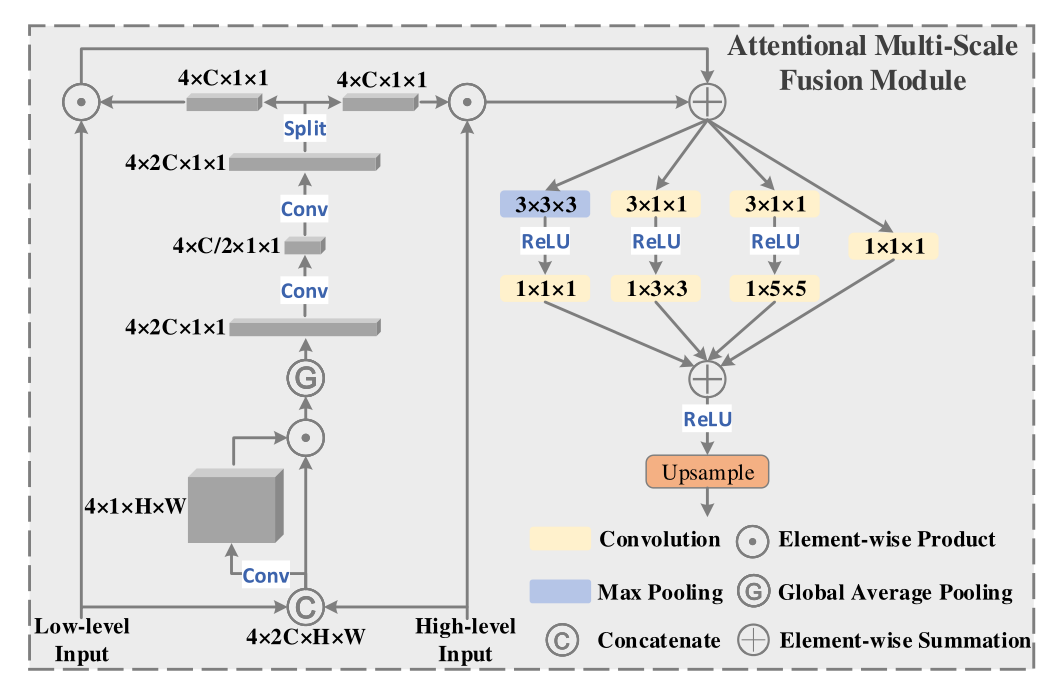 Attentional Multi-Scale
Fusion Module
4×C×1×1
4×C×1×1
Split
4×2C×1×1
Conv
4×C/2×1×1
Conv
4×2C×1×1
G
4×1×H×W
Conv
C
4×2C×H×W
Low-level
Input
High-level
Input
3×3×3
3×1×1
3×1×1
ReLU
ReLU
ReLU
1×1×1
1×1×1
1×3×3
1×5×5
ReLU
Upsample
Convolution
Element-wise Product
Max Pooling
G
Global Average Pooling
C
Concatenate
Element-wise Summation